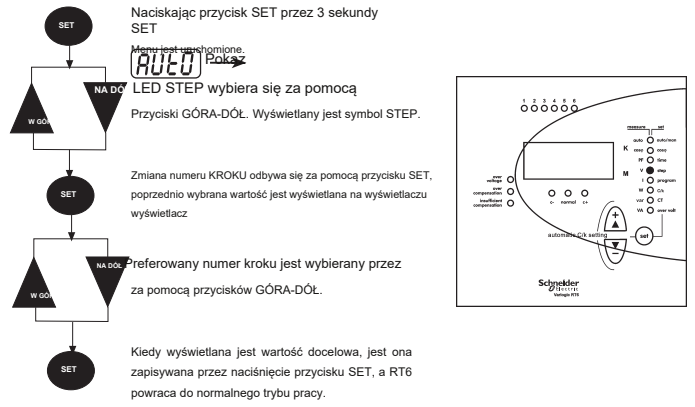 SET
Naciskając przycisk SET przez 3 sekundy
SET
Menu jest uruchomione.
AUtO Pokaz
W GÓR
NA DÓ
LED STEP wybiera się za pomocą
Przyciski GÓRA-DÓŁ. Wyświetlany jest symbol STEP.
SET
Zmiana numeru KROKU odbywa się za pomocą przycisku SET,
poprzednio wybrana wartość jest wyświetlana na wyświetlaczu
wyświetlacz
W GÓR
NA DÓŁ
Preferowany numer kroku jest wybierany przez
za pomocą przycisków GÓRA-DÓŁ.
SET
Kiedy wyświetlana jest wartość docelowa, jest ona
zapisywana przez naciśnięcie przycisku SET, a RT6
powraca do normalnego trybu pracy.
1 2 3 4 5 6
measure set
auto auto/man
K cosφ cosφ
PF time
M V step
I program
W C/k
var CT
VA over volt
over
voltage
over
compensation
insufficient
compensation
c- normal c+
+
automatic C/k setting
set
−
Schneider
Electric
Varlogic RT6